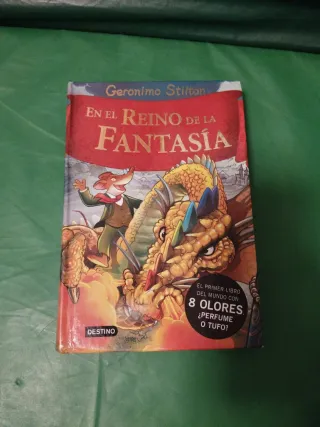 Geronimo Stilton
EN EL REINO DE LA
FANTASÍA
EL PRIMER LIBRO
DEL MUNDO CON
8 OLORES
¿PERFUME
O TUFO?
DESTINO